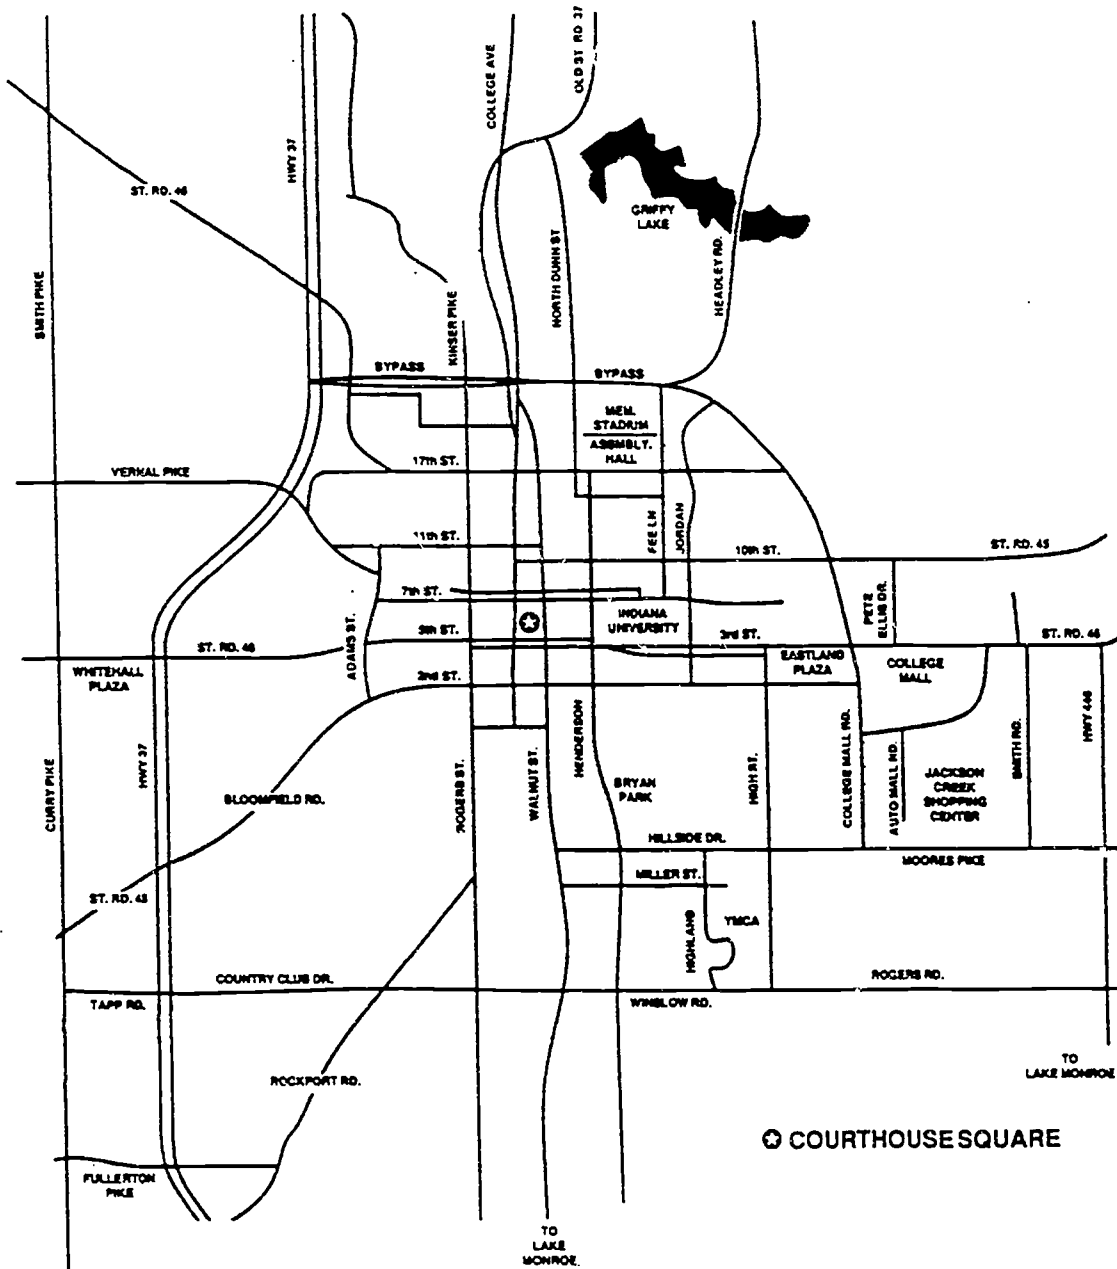 OLD ST RD 37
COLLEGE AVE
HWY 37
ST. RD. 46
GRIFFY
LAKE
HEADLEY RD.
NORTH DUNN ST
SMITH PIKE
KINSER PIKE
BYPASS
BYPASS
MEM.
STADIUM
ASSMBLY.
HALL
17th ST.
VERNAL PIKE
FEE LN
JORDAN
11th ST.
10th ST.
ST. RD. 45
7th ST.
PETE
ELLIS DR.
INDIANA
UNIVERSITY
ADAMS ST.
5th ST.
3rd ST.
ST. RD. 46
ST. RD. 46
WHITEHALL
PLAZA
EASTLAND
PLAZA
COLLEGE
MALL
2nd ST.
HENDERSON
HWY 446
HWY 37
CURRY PIKE
ROGERS ST.
WALNUT ST.
HIGH ST.
COLLEGE MALL RD.
AUTO MALL RD.
SMITH RD.
BRYAN
PARK
JACKSON
CREEK
SHOPPING
CENTER
BLOOMFIELD RD.
HILLSIDE DR.
MOORES PIKE
MILLER ST.
ST. RD. 45
HIGHLAND
YMCA
COUNTRY CLUB DR.
ROGERS RD.
TAPP RD.
WINSLOW RD.
TO
LAKE MONROE
ROCKPORT RD.
COURTHOUSE SQUARE
FULLERTON
PIKE
TO
LAKE
MONROE